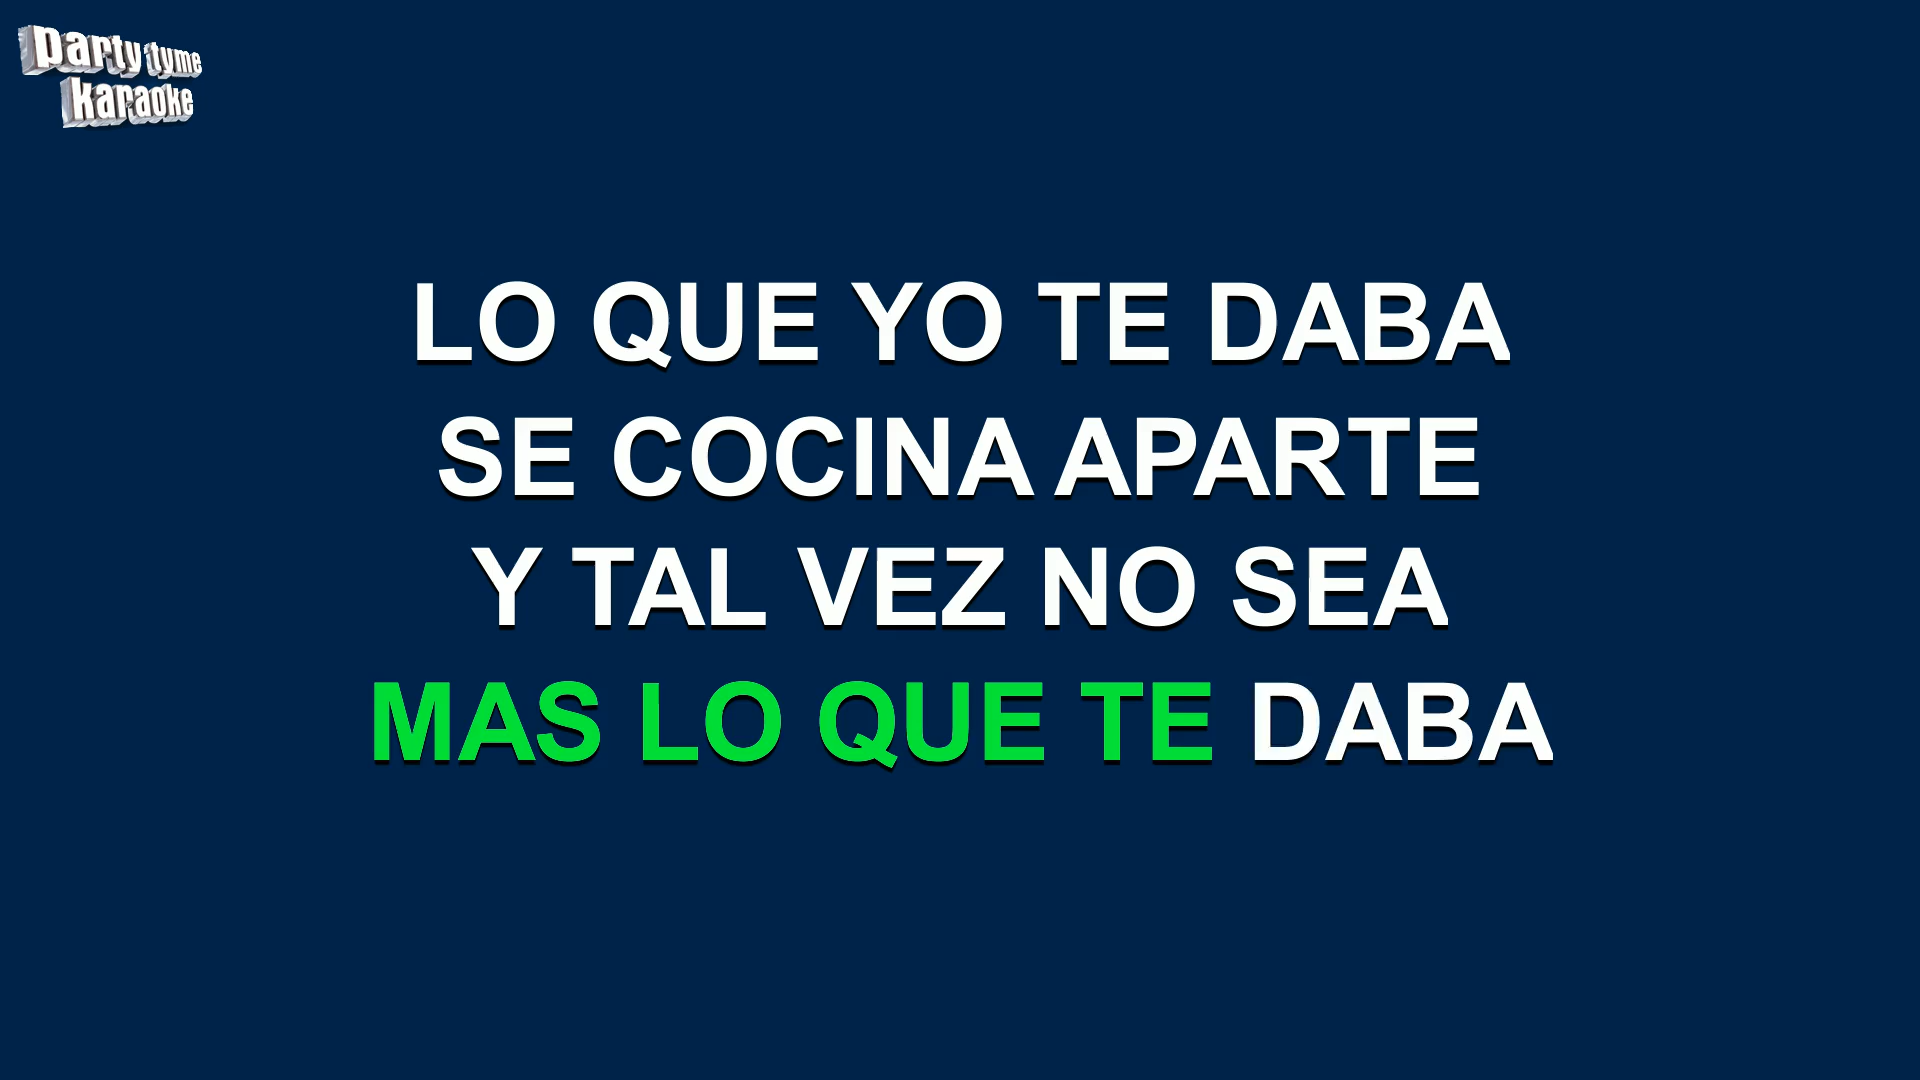 party tyme
karaoke
LO QUE YO TE DABA
SE COCINA APARTE
Y TAL VEZ NO SEA
MAS LO QUE TE DABA